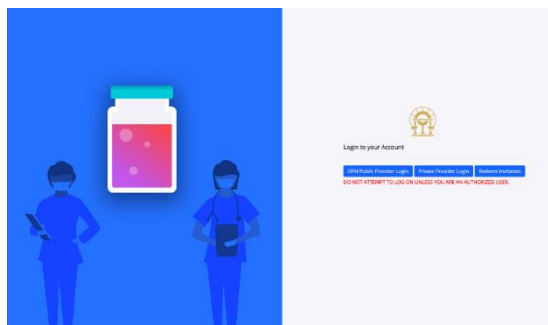 Login to your Account
DPH/Public Provider Login Private Provider Login Redeem Invitation
DO NOT ATTEMPT TO LOG ON UNLESS YOU ARE AN AUTHORIZED USER.